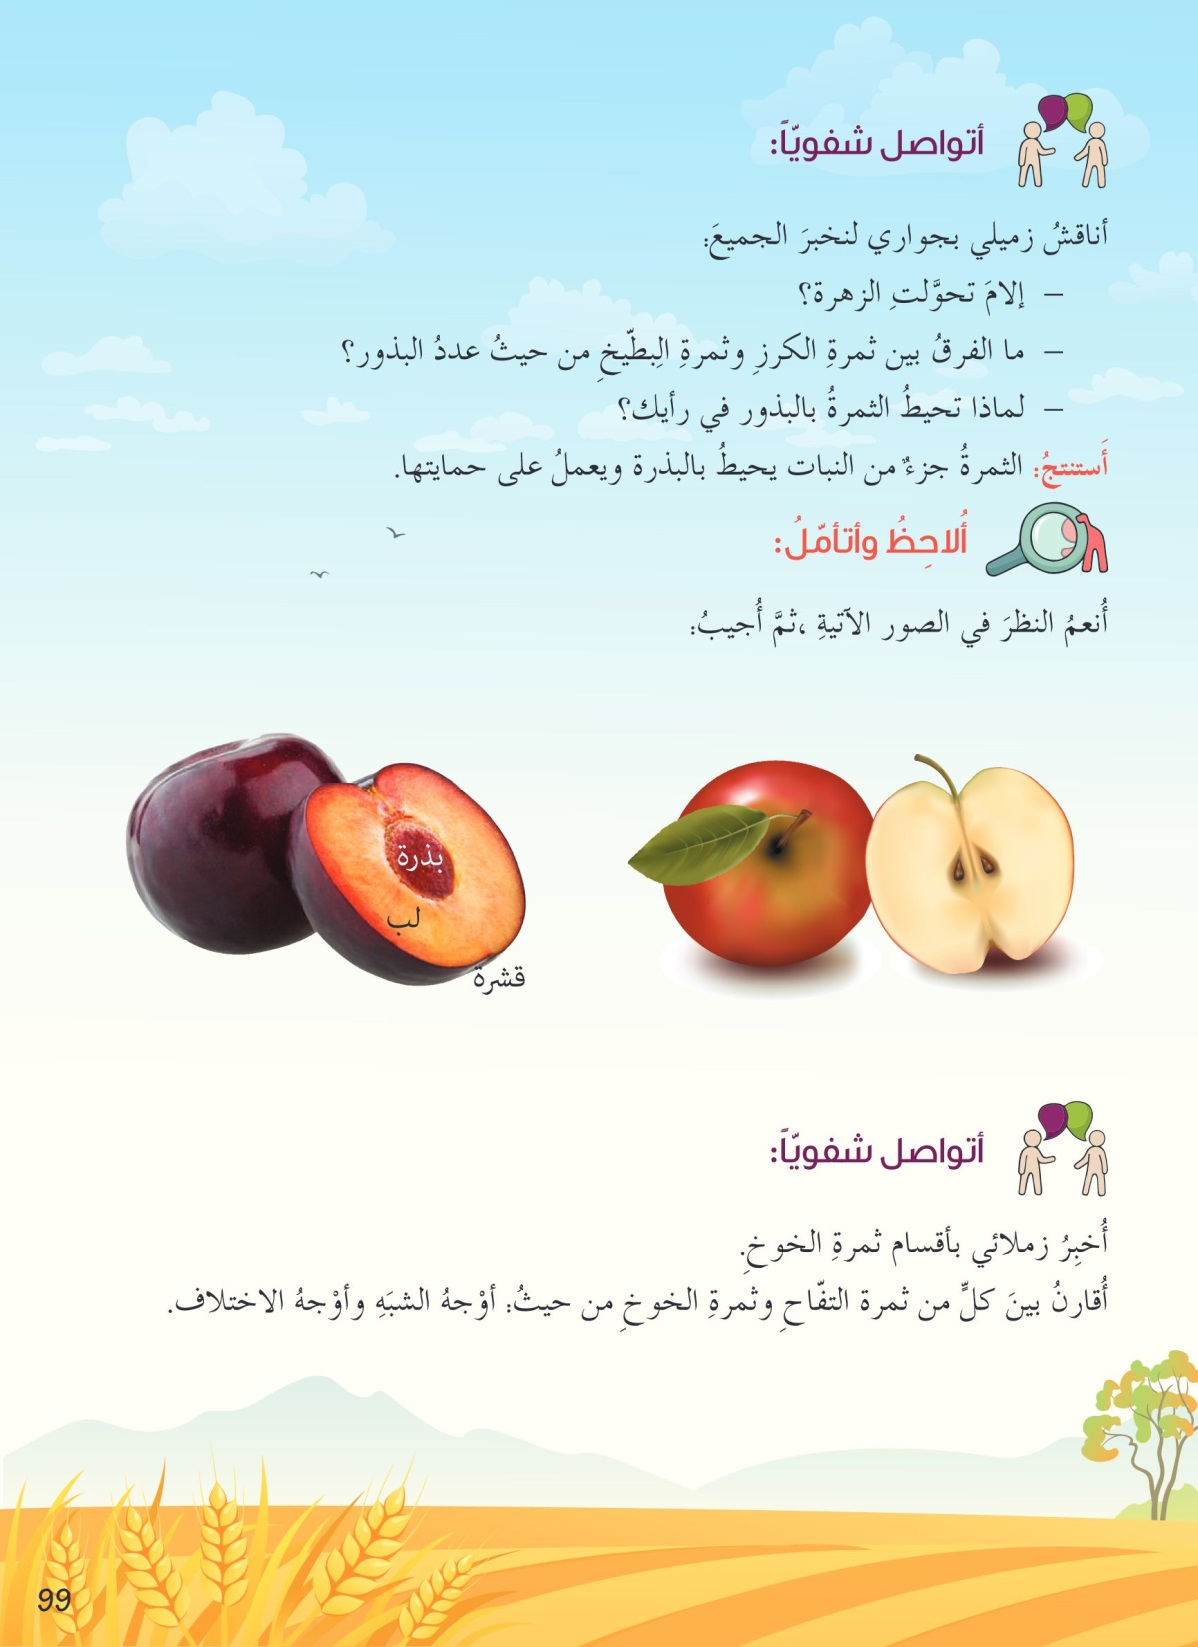 أتواصل شفويّاً:
أناقشُ زميلي بجواري لنخبرَ الجميعَ:
– إلامَ تحوَّلتِ الزهرة؟
– ما الفرقُ بين ثمرةِ الكرزِ وثمرةِ البِطّيخِ من حيثُ عددُ البذور؟
– لماذا تحيطُ الثمرةُ بالبذور في رأيك؟
أَستنتجُ: الثمرةُ جزءٌ من النبات يحيطُ بالبذرة ويعملُ على حمايتها.
أُلاحِظُ وأتأمّلُ:
أُنعمُ النظرَ في الصور الآتيةِ ،ثمَّ أُجيبُ:
بذرة
لب
قشرة
أتواصل شفويّاً:
أُخبِرُ زملائي بأقسام ثمرةِ الخوخِ.
أُقارنُ بينَ كلٍّ من ثمرة التفّاحِ وثمرةِ الخوخِ من حيثُ: أوْجهُ الشبَهِ وأوْجهُ الاختلاف.
99